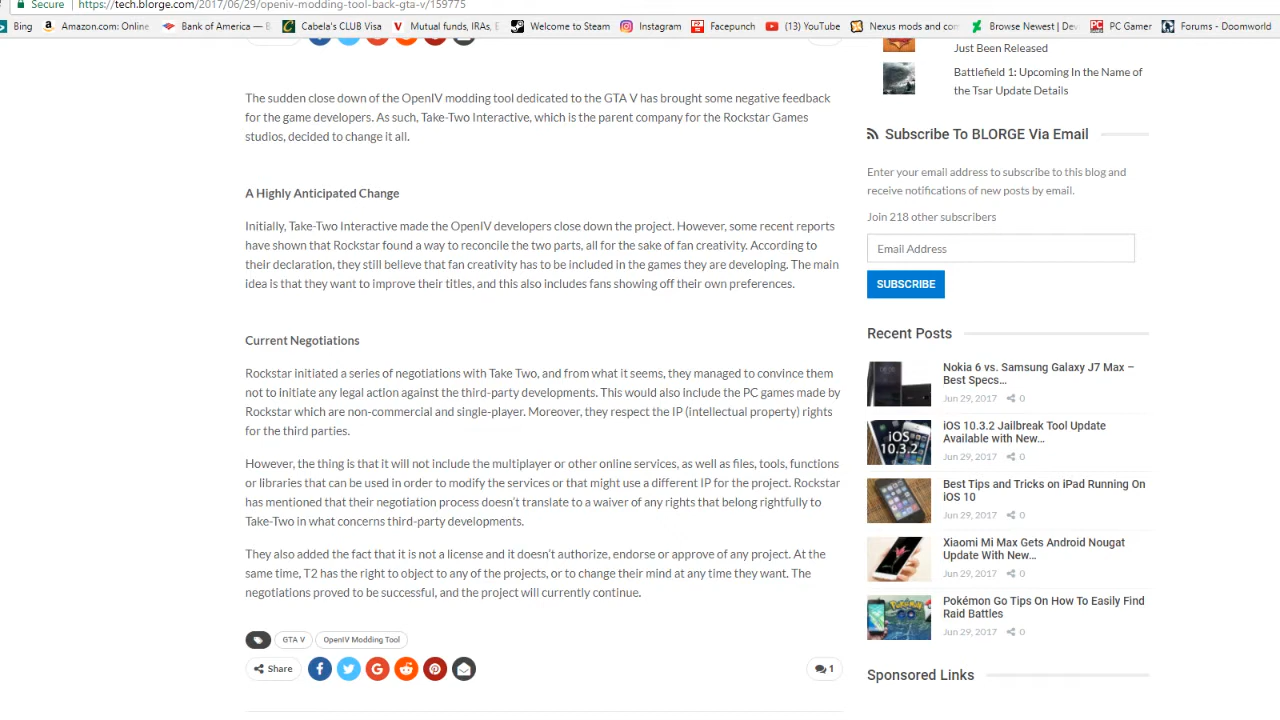 Secure
https://tech.blorge.com/2017/06/29/openiv-modding-tool-back-gta-v/159775
Bing
Amazon.com: Online
Bank of America — B
Cabela's CLUB Visa
Mutual funds, IRAs, E
Welcome to Steam
Instagram
Facepunch
(13) YouTube
Nexus mods and com
Browse Newest | Dev
PC Gamer
Forums - Doomworld
The sudden close down of the OpenIV modding tool dedicated to the GTA V has brought some negative feedback
for the game developers. As such, Take-Two Interactive, which is the parent company for the Rockstar Games
studios, decided to change it all.
A Highly Anticipated Change
Initially, Take-Two Interactive made the OpenIV developers close down the project. However, some recent reports
have shown that Rockstar found a way to reconcile the two parts, all for the sake of fan creativity. According to
their declaration, they still believe that fan creativity has to be included in the games they are developing. The main
idea is that they want to improve their titles, and this also includes fans showing off their own preferences.
Current Negotiations
Rockstar initiated a series of negotiations with Take Two, and from what it seems, they managed to convince them
not to initiate any legal action against the third-party developments. This would also include the PC games made by
Rockstar which are non-commercial and single-player. Moreover, they respect the IP (intellectual property) rights
for the third parties.
However, the thing is that it will not include the multiplayer or other online services, as well as files, tools, functions
or libraries that can be used in order to modify the services or that might use a different IP for the project. Rockstar
has mentioned that their negotiation process doesn't translate to a waiver of any rights that belong rightfully to
Take-Two in what concerns third-party developments.
They also added the fact that it is not a license and it doesn't authorize, endorse or approve of any project. At the
same time, T2 has the right to object to any of the projects, or to change their mind at any time they want. The
negotiations proved to be successful, and the project will currently continue.
GTA V
OpenIV Modding Tool
Share
1
Just Been Released
Battlefield 1: Upcoming In the Name of
the Tsar Update Details
Subscribe To BLORGE Via Email
Enter your email address to subscribe to this blog and
receive notifications of new posts by email.
Join 218 other subscribers
Email Address
SUBSCRIBE
Recent Posts
Nokia 6 vs. Samsung Galaxy J7 Max –
Best Specs…
Jun 29, 2017 0
iOS
10.3.2
iOS 10.3.2 Jailbreak Tool Update
Available with New…
Jun 29, 2017 0
Best Tips and Tricks on iPad Running On
iOS 10
Jun 29, 2017 0
Xiaomi Mi Max Gets Android Nougat
Update With New…
Jun 29, 2017 0
Pokémon Go Tips On How To Easily Find
Raid Battles
Jun 29, 2017 0
Sponsored Links